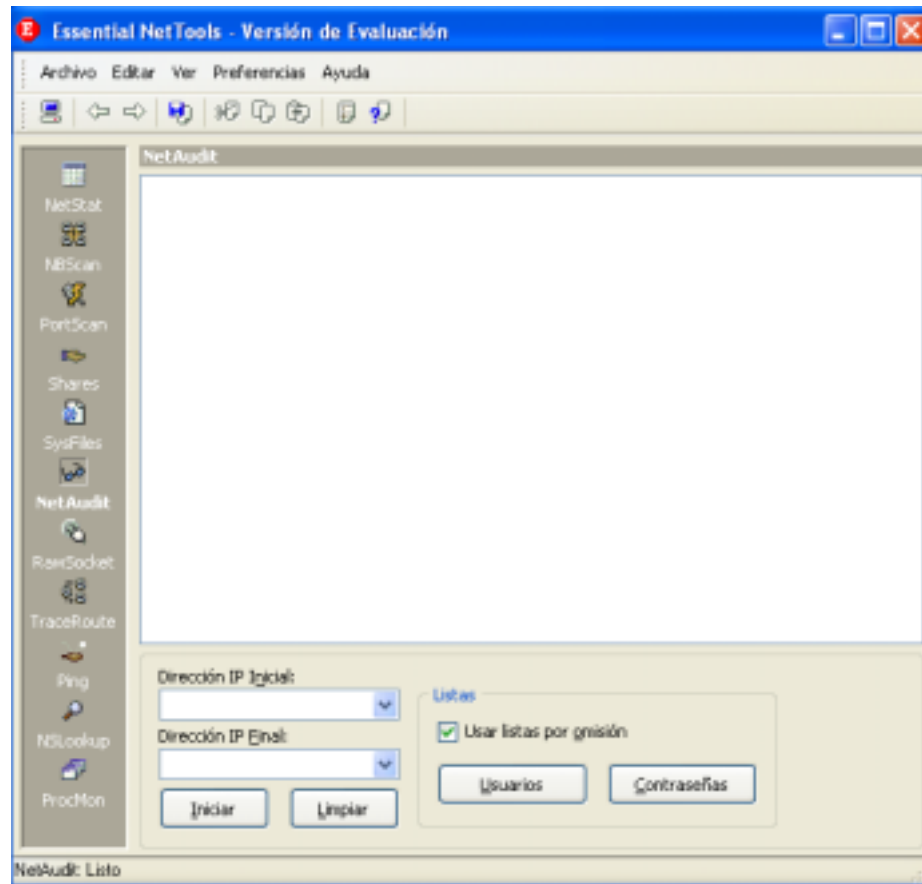 Essential NetTools - Versión de Evaluación
Archivo Editar Ver Preferencias Ayuda
NetAudit
NetStat
NBScan
PortScan
Shares
SysFiles
NetAudit
RawSocket
TraceRoute
Ping
NSLookup
ProcMon
Dirección IP Inicial:
Dirección IP Final:
Iniciar
Limpiar
Listas
Usar listas por omisión
Usuarios
Contraseñas
NetAudit: Listo